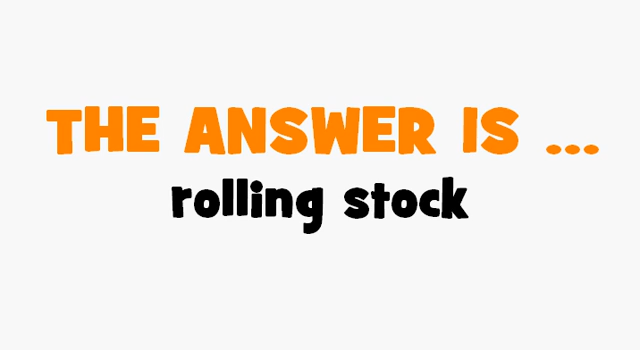 THE ANSWER IS ...
rolling stock